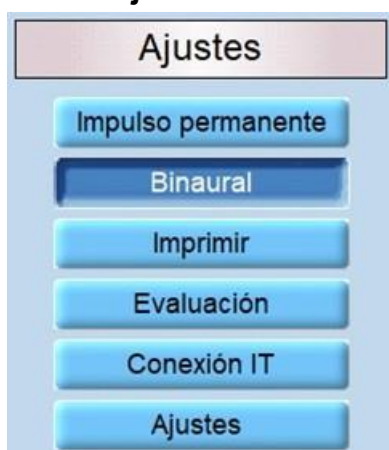 Ajustes
Impulso permanente
Binaural
Imprimir
Evaluación
Conexión IT
Ajustes